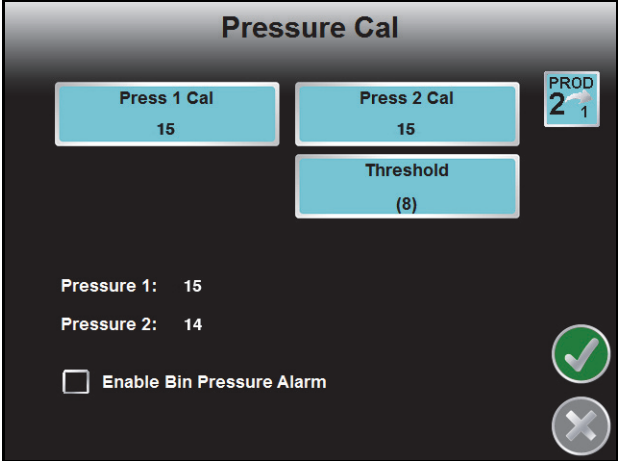 Pressure Cal
Press 1 Cal
15
Press 2 Cal
15
PROD
2 1
Threshold
(8)
Pressure 1: 15
Pressure 2: 14
Enable Bin Pressure Alarm